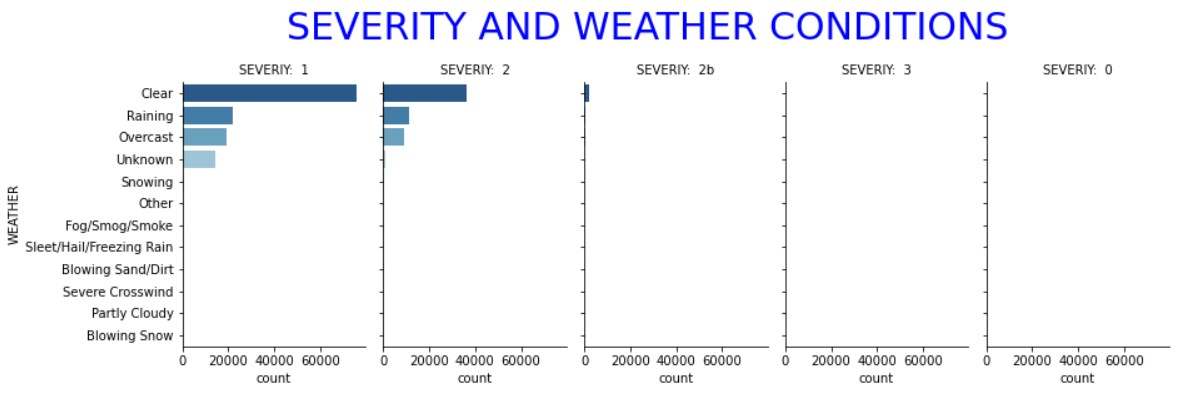 SEVERITY AND WEATHER CONDITIONS
SEVERIY: 1 SEVERIY: 2 SEVERIY: 2b SEVERIY: 3 SEVERIY: 0
WEATHER
Clear
Raining
Overcast
Unknown
Snowing
Other
Fog/Smog/Smoke
Sleet/Hail/Freezing Rain
Blowing Sand/Dirt
Severe Crosswind
Partly Cloudy
Blowing Snow
0 20000 40000 60000 0 20000 40000 60000 0 20000 40000 60000 0 20000 40000 60000 0 20000 40000 60000
count count count count count